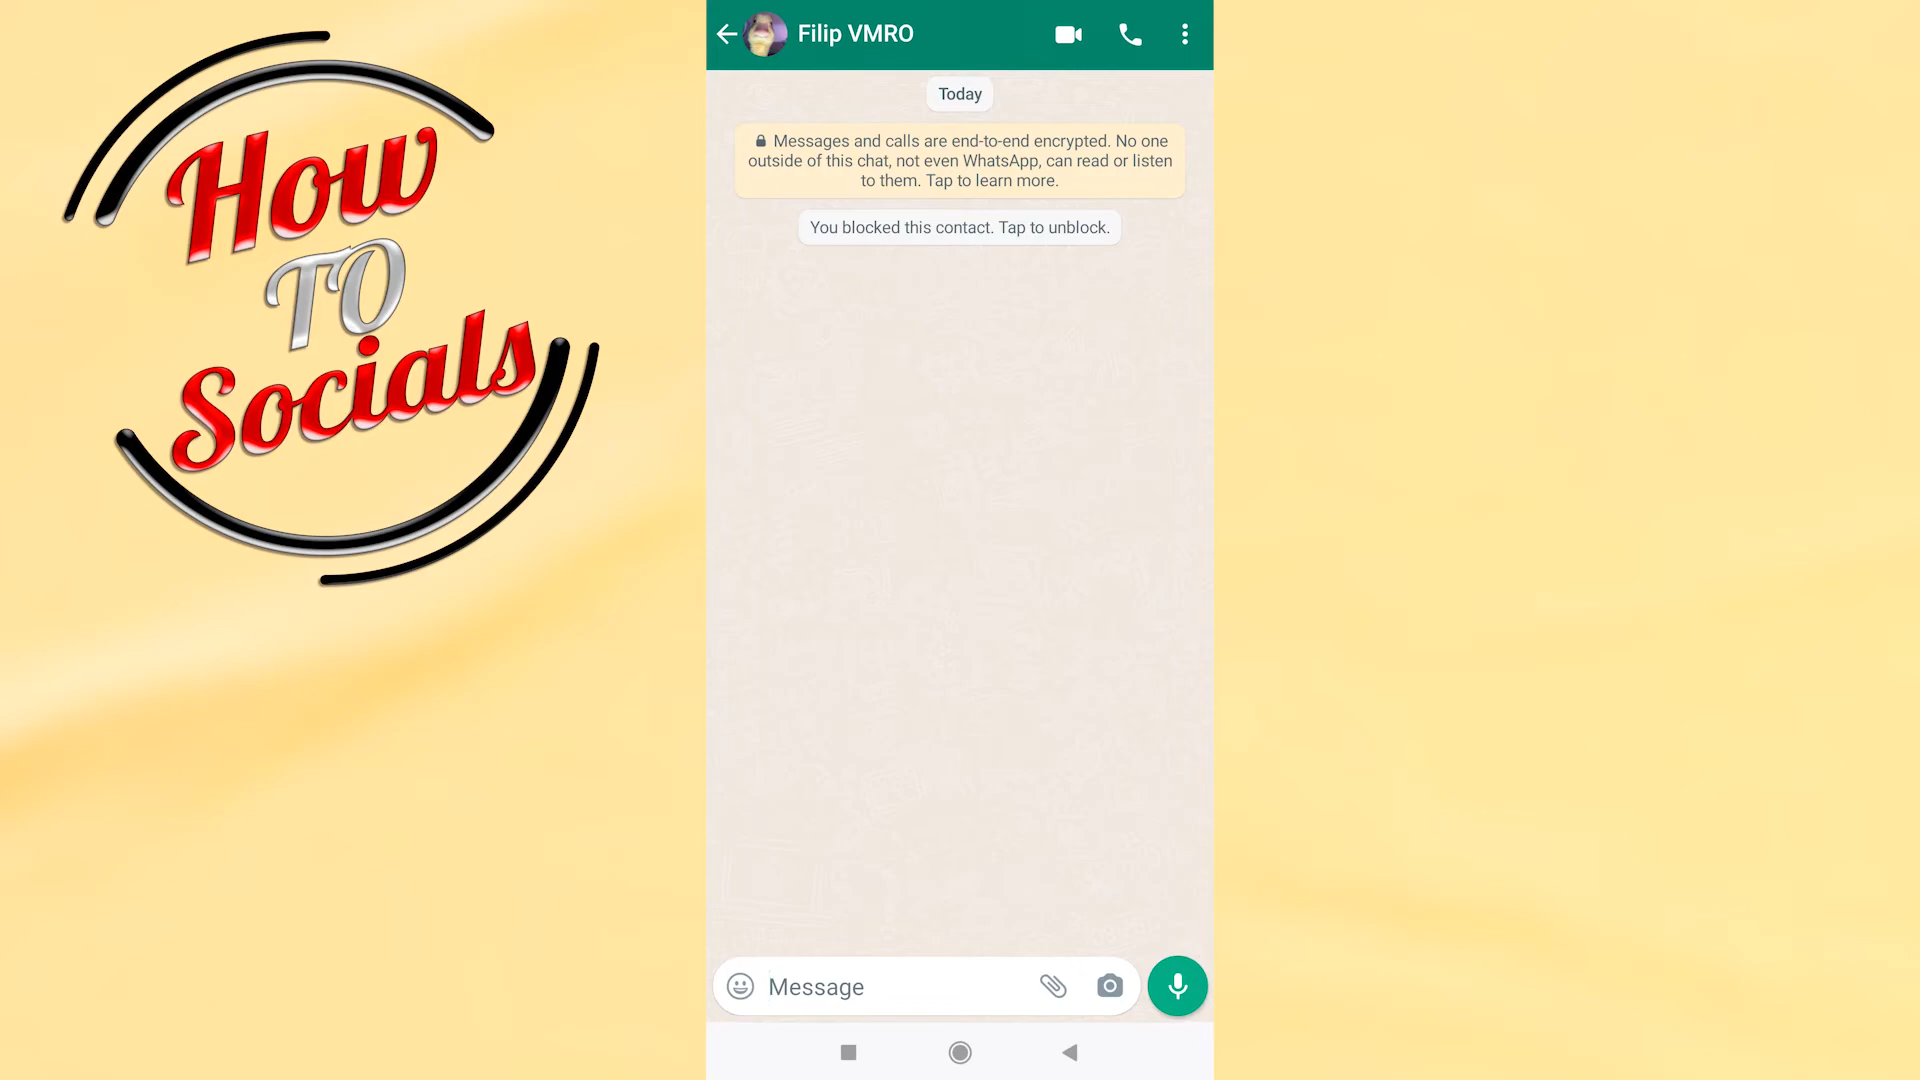 How
TO
Socials
Filip VMRO
Today
Messages and calls are end-to-end encrypted. No one
outside of this chat, not even WhatsApp, can read or listen
to them. Tap to learn more.
You blocked this contact. Tap to unblock.
Message